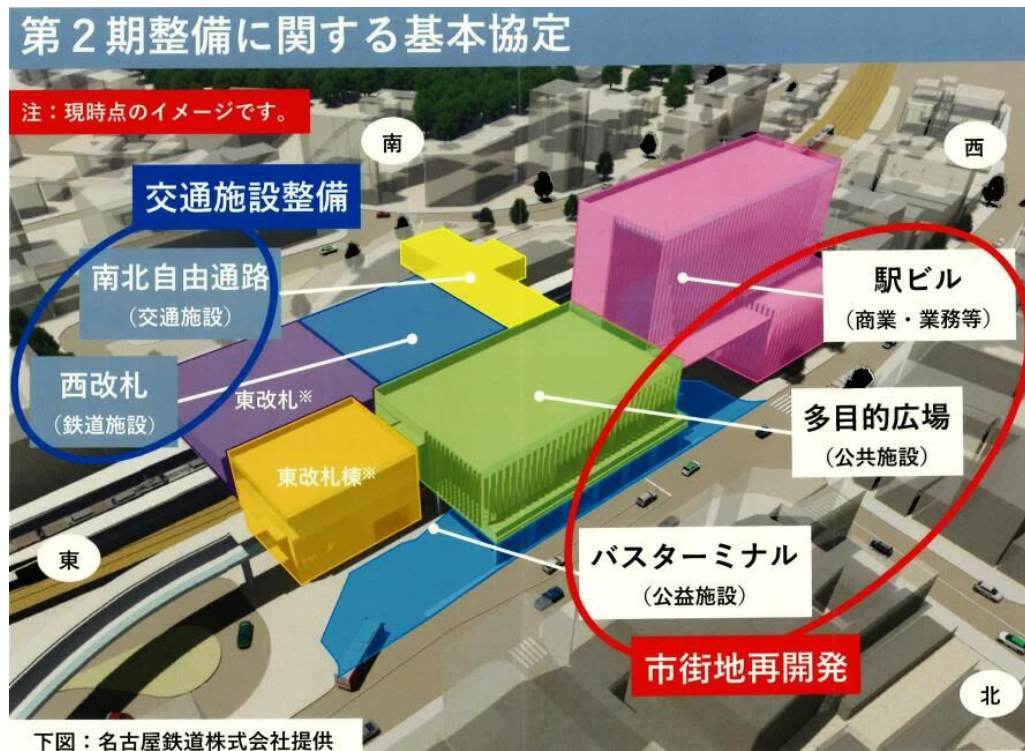 第2期整備に関する基本協定
注：現時点のイメージです。
南
西
交通施設整備
南北自由通路
(交通施設)
西改札
(鉄道施設)
東改札※
東改札棟※
東
駅ビル
(商業・業務等)
多目的広場
(公共施設)
バスターミナル
(公益施設)
市街地再開発
北
下図：名古屋鉄道株式会社提供